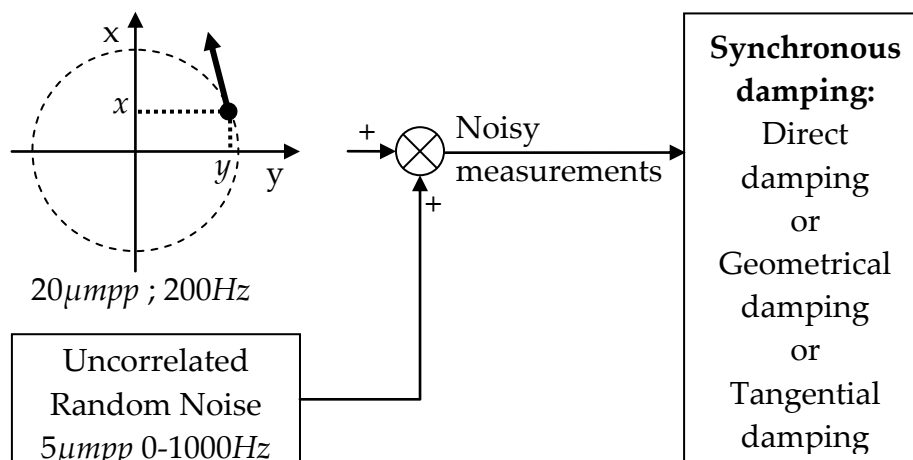 x
x
y
y
20µmpp ; 200Hz
+
+
Noisy
measurements
Uncorrelated
Random Noise
5µmpp 0-1000Hz
Synchronous
damping:
Direct
damping
or
Geometrical
damping
or
Tangential
damping